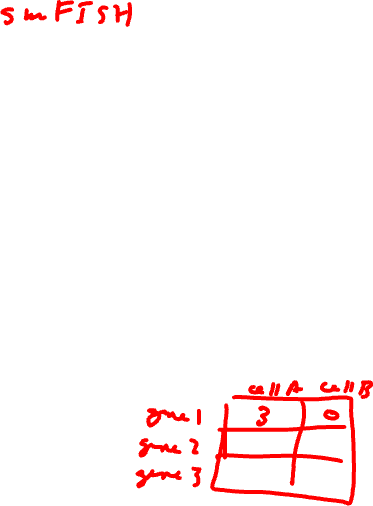 smFISH
cell A cell B
gene 1 3 0
gene 2
gene 3